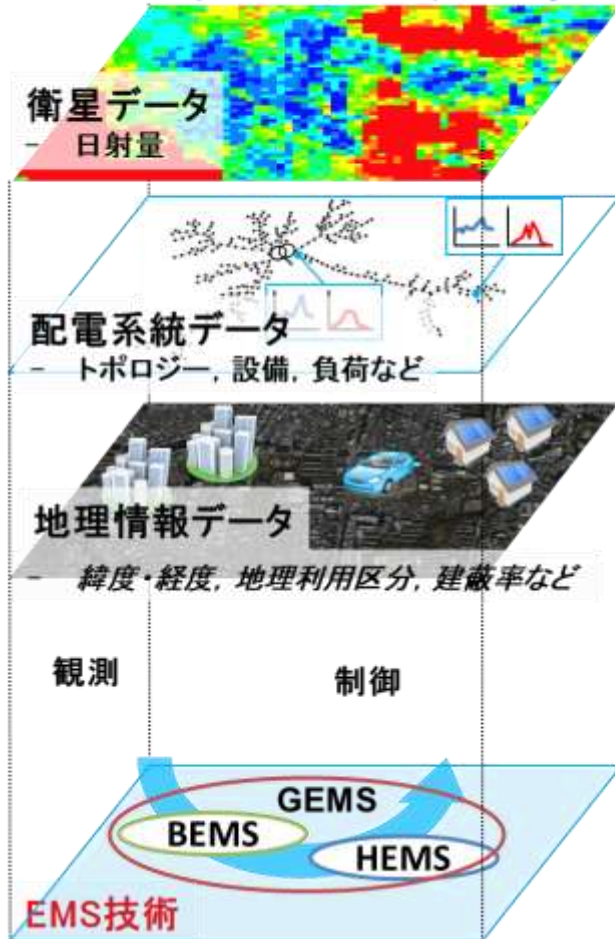 衛星データ
- 日射量
配電系統データ
- トポロジー, 設備, 負荷など
地理情報データ
- 緯度・経度, 地理利用区分, 建蔽率など
観測
制御
GEMS
BEMS
HEMS
EMS技術